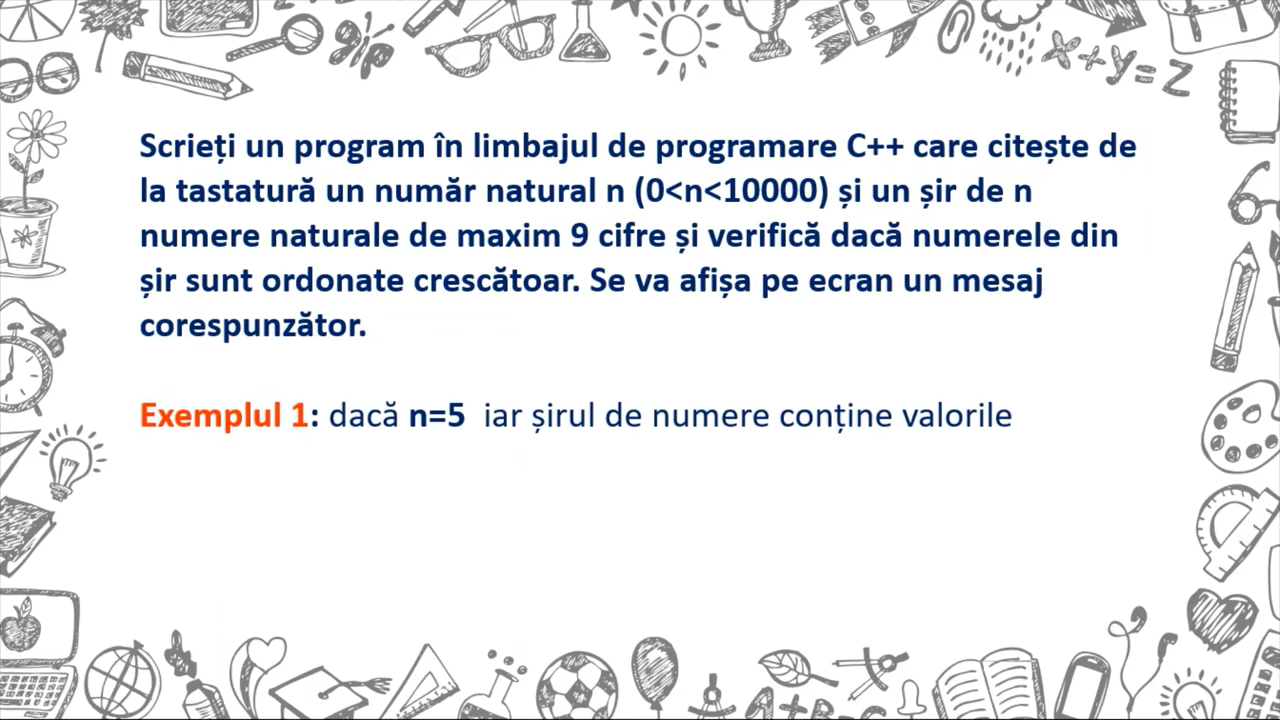 Scrieți un program în limbajul de programare C++ care citește de
la tastatură un număr natural n (0<n<10000) și un șir de n
numere naturale de maxim 9 cifre și verifică dacă numerele din
șir sunt ordonate crescătoar. Se va afișa pe ecran un mesaj
corespunzător.
Exemplul 1: dacă n=5 iar șirul de numere conține valorile
x+y=z